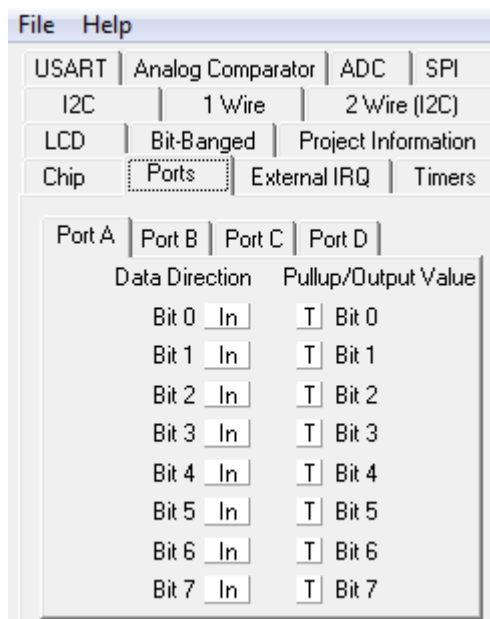 File Help
USART Analog Comparator ADC SPI
I2C 1 Wire 2 Wire (I2C)
LCD Bit-Banged Project Information
Chip Ports External IRQ Timers
Port A Port B Port C Port D
Data Direction Pullup/Output Value
Bit 0 In T Bit 0
Bit 1 In T Bit 1
Bit 2 In T Bit 2
Bit 3 In T Bit 3
Bit 4 In T Bit 4
Bit 5 In T Bit 5
Bit 6 In T Bit 6
Bit 7 In T Bit 7